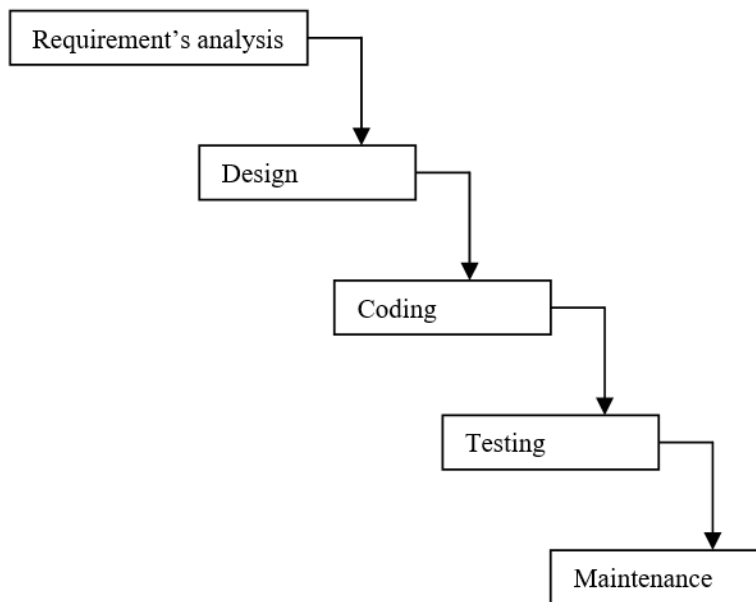 Requirement’s analysis
Design
Coding
Testing
Maintenance